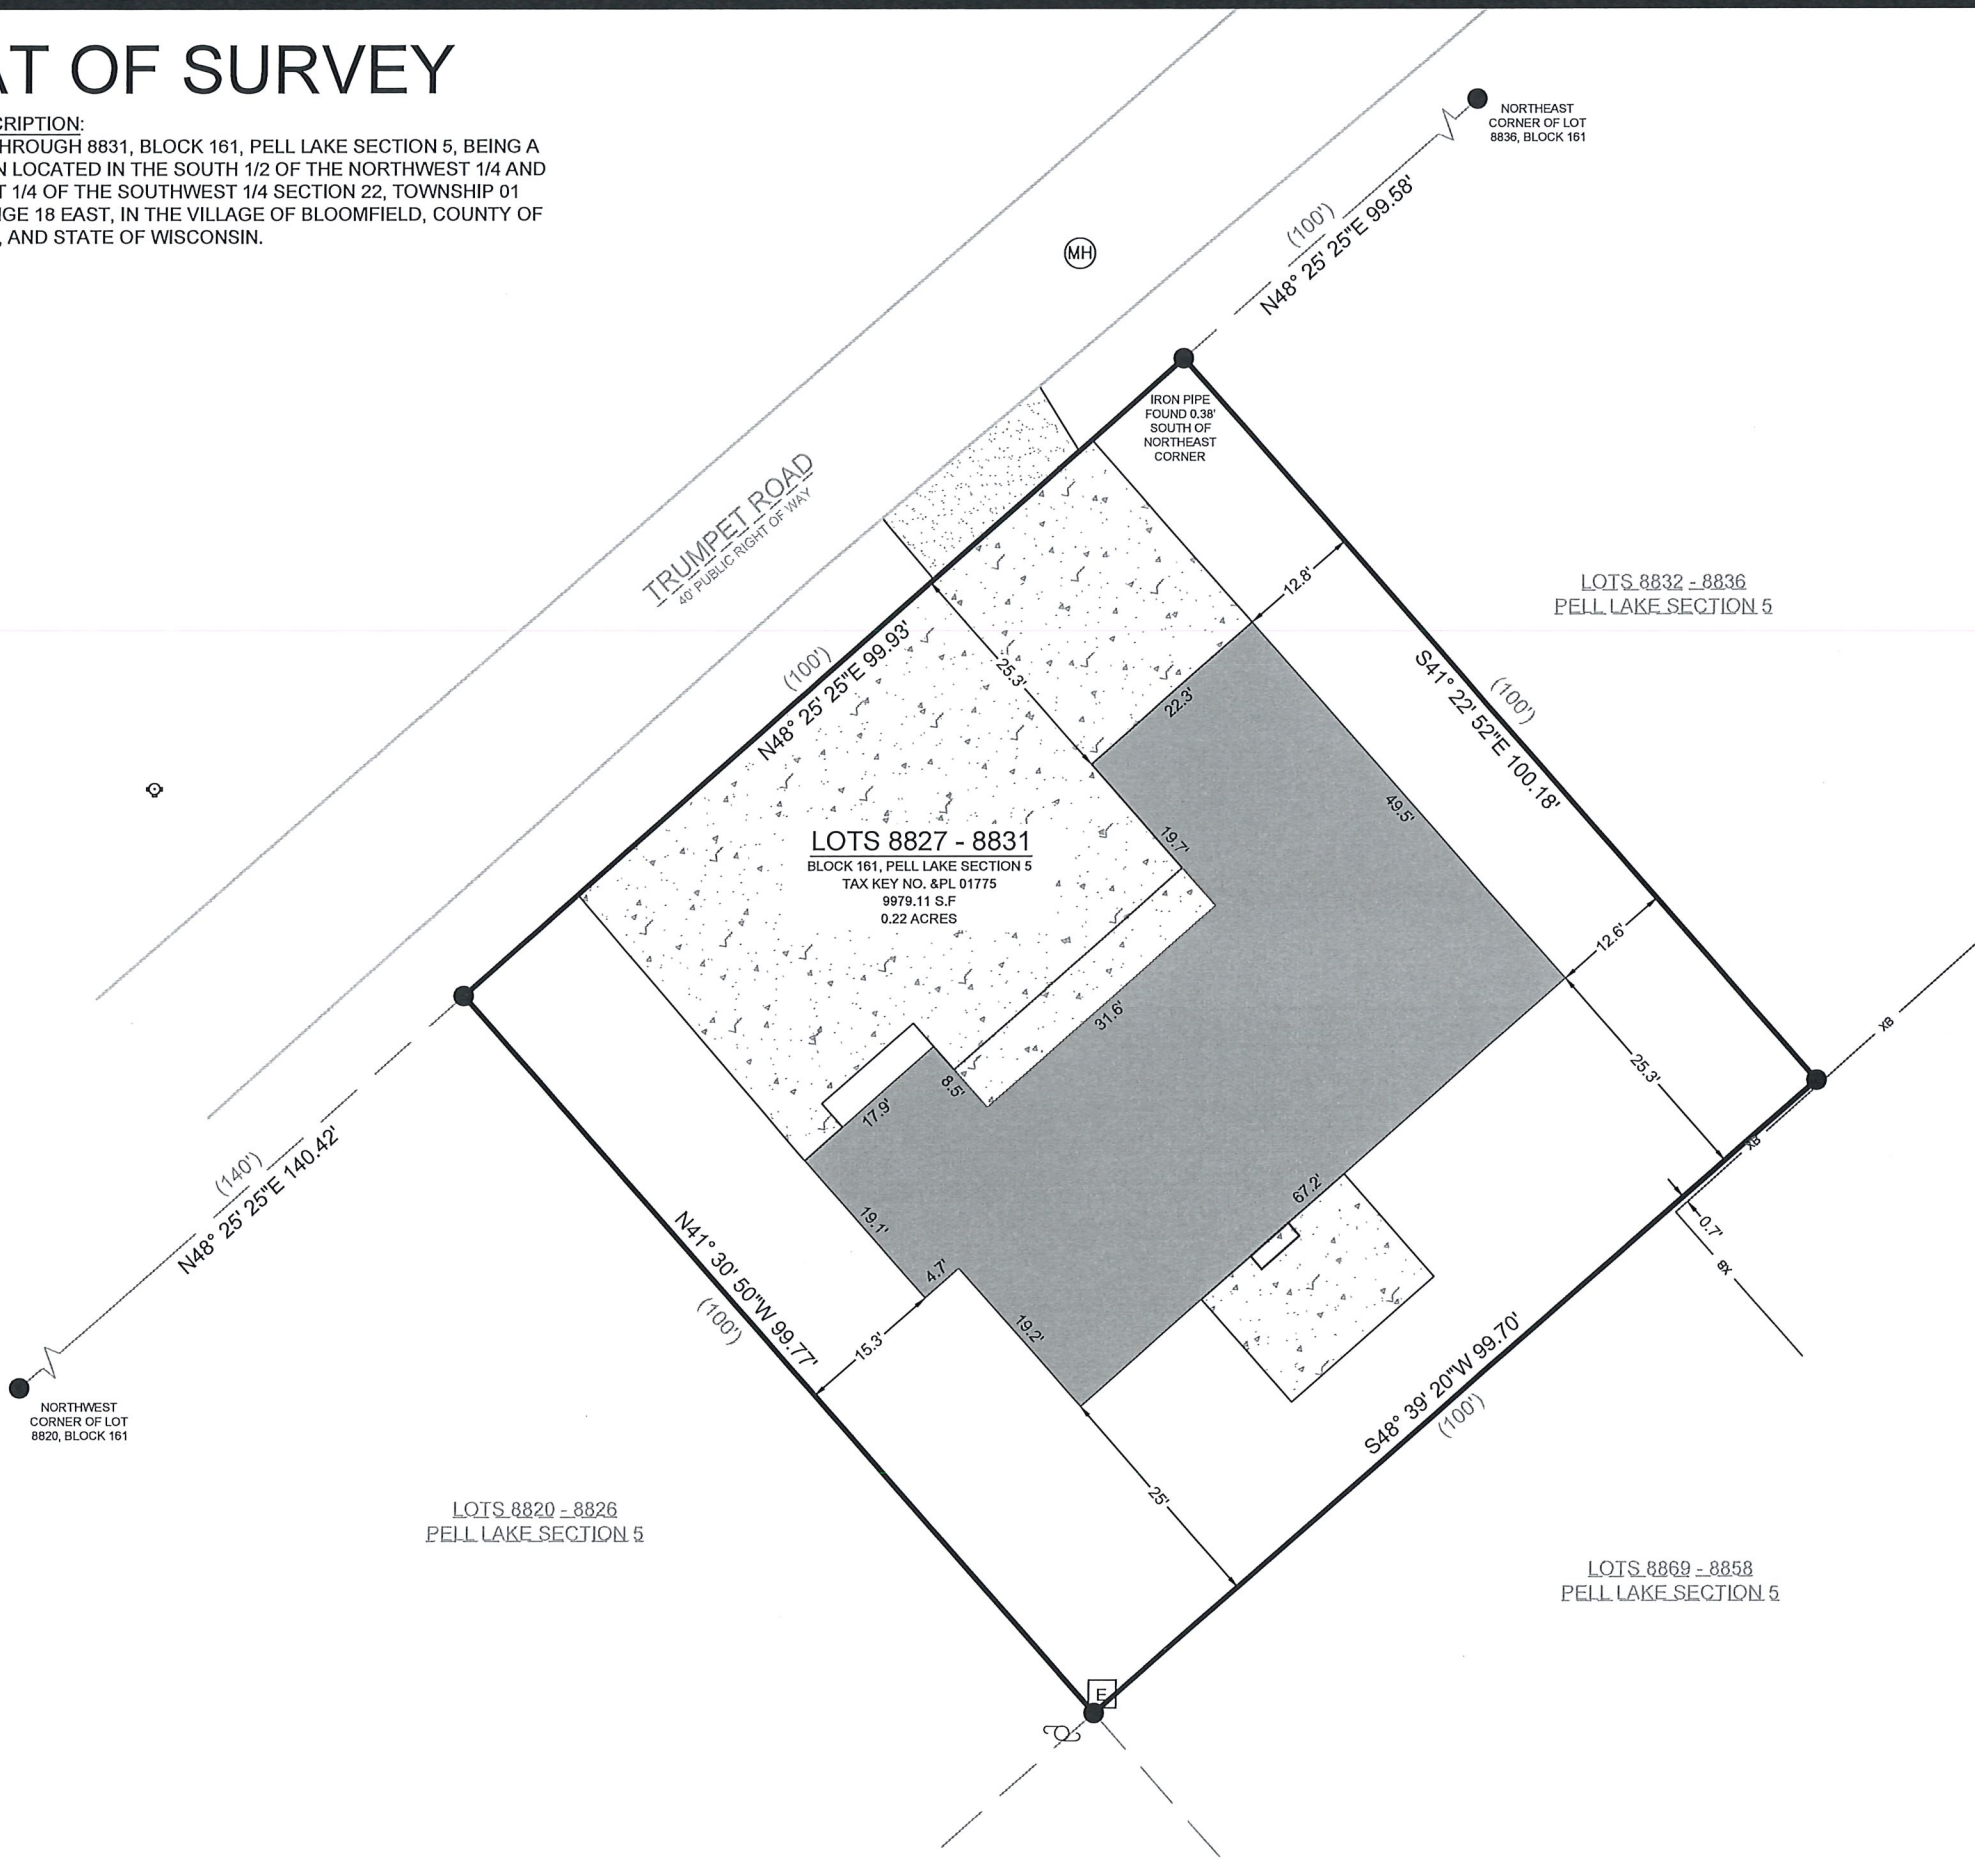 AT OF SURVEY
CRIPTION:
HROUGH 8831, BLOCK 161, PELL LAKE SECTION 5, BEING A
N LOCATED IN THE SOUTH 1/2 OF THE NORTHWEST 1/4 AND
T 1/4 OF THE SOUTHWEST 1/4 SECTION 22, TOWNSHIP 01
GE 18 EAST, IN THE VILLAGE OF BLOOMFIELD, COUNTY OF
, AND STATE OF WISCONSIN.
NORTHEAST
CORNER OF LOT
8836, BLOCK 161
(100')
N48° 25' 25"E 99.58'
MH
IRON PIPE
FOUND 0.38'
SOUTH OF
NORTHEAST
CORNER
TRUMPET ROAD
40' PUBLIC RIGHT OF WAY
12.8'
LOTS 8832 - 8836
PELL LAKE SECTION 5
(100')
N48° 25' 25"E 99.93'
25.3'
22.3'
(100')
S41° 22' 52"E 100.18'
49.5'
19.7'
LOTS 8827 - 8831
BLOCK 161, PELL LAKE SECTION 5
TAX KEY NO. &PL 01775
9979.11 S.F
0.22 ACRES
12.6'
31.6'
XB
25.3'
8.5'
17.9'
XB
(140')
N48° 25' 25"E 140.42'
67.2'
19.1'
0.7'
XB
4.7'
N41° 30' 50"W 99.77'
(100')
19.2'
15.3'
S48° 39' 20"W 99.70'
(100')
NORTHWEST
CORNER OF LOT
8820, BLOCK 161
25'
LOTS 8820 - 8826
PELL LAKE SECTION 5
LOTS 8869 - 8858
PELL LAKE SECTION 5
E